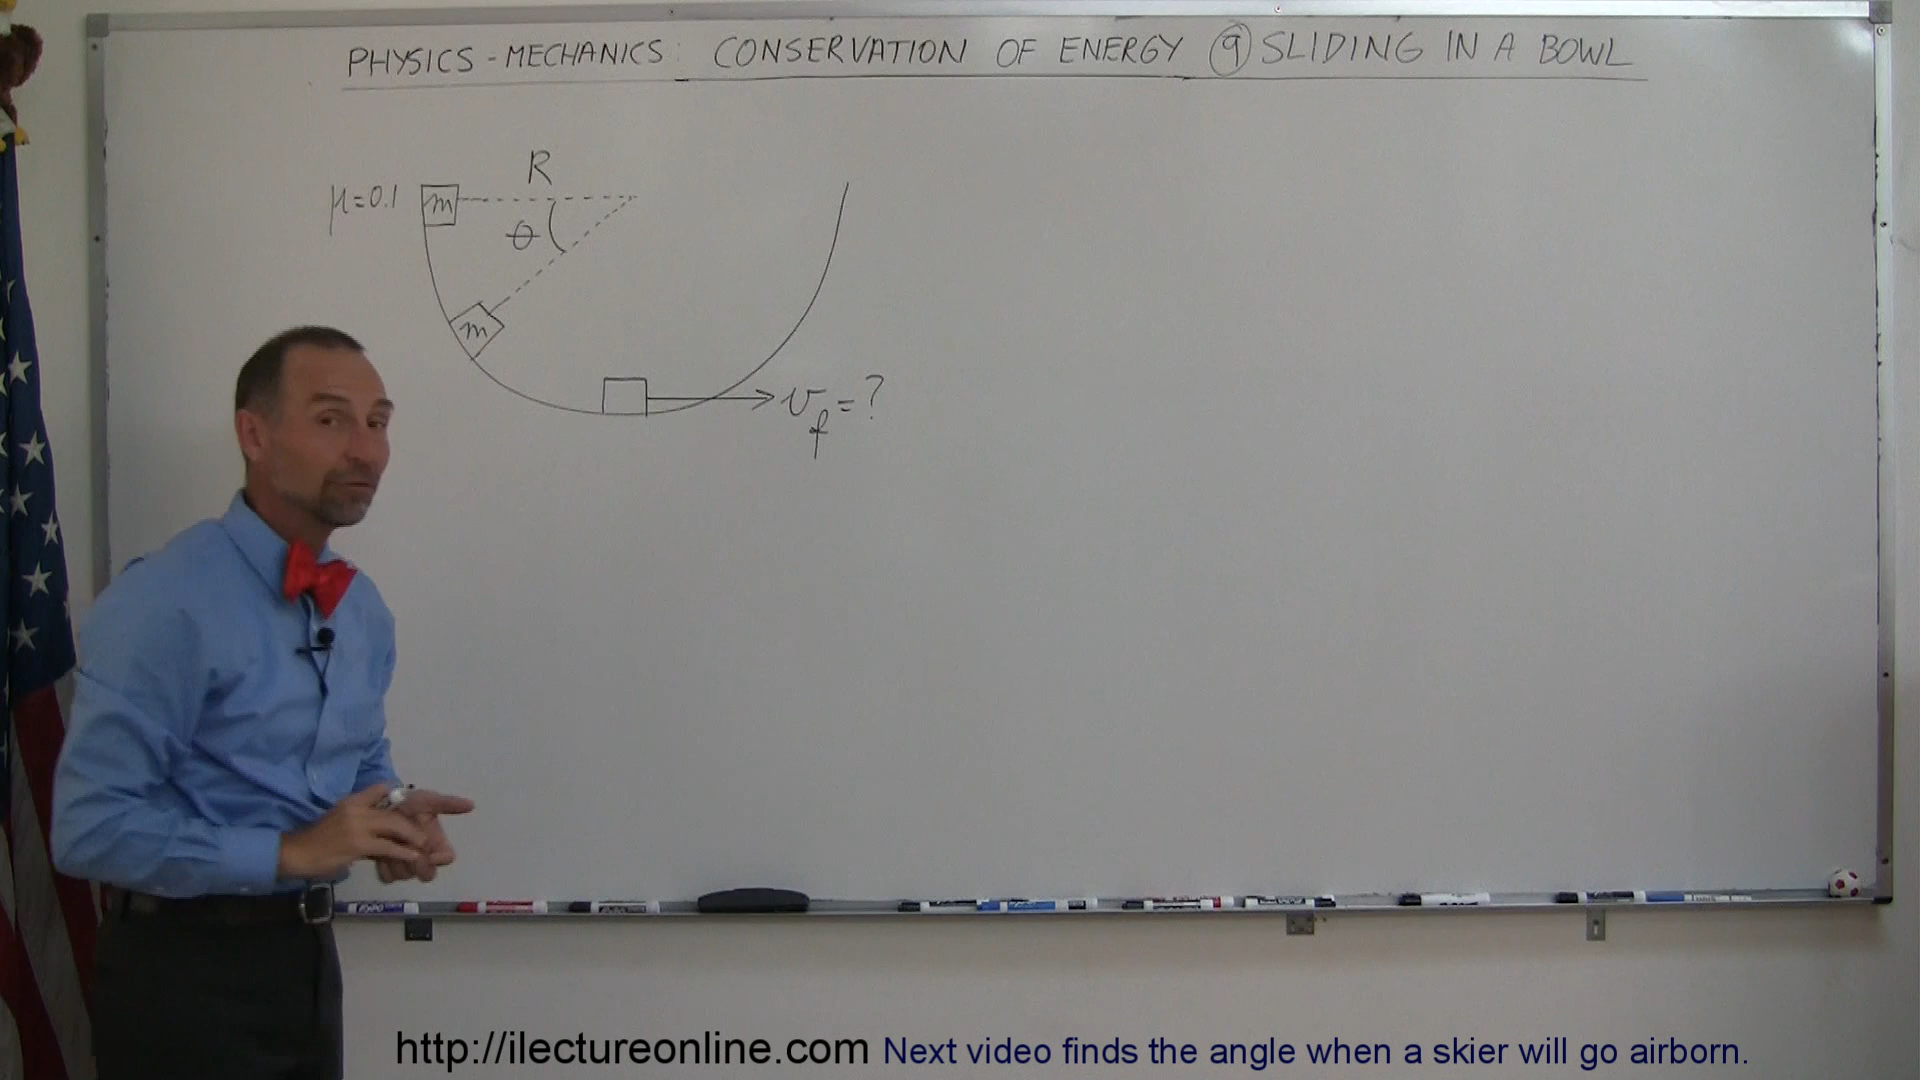 PHYSICS - MECHANICS: CONSERVATION OF ENERGY ⑨ SLIDING IN A BOWL
R
μ=0.1
m
θ
m
v_f = ?
http://ilectureonline.com Next video finds the angle when a skier will go airborn.